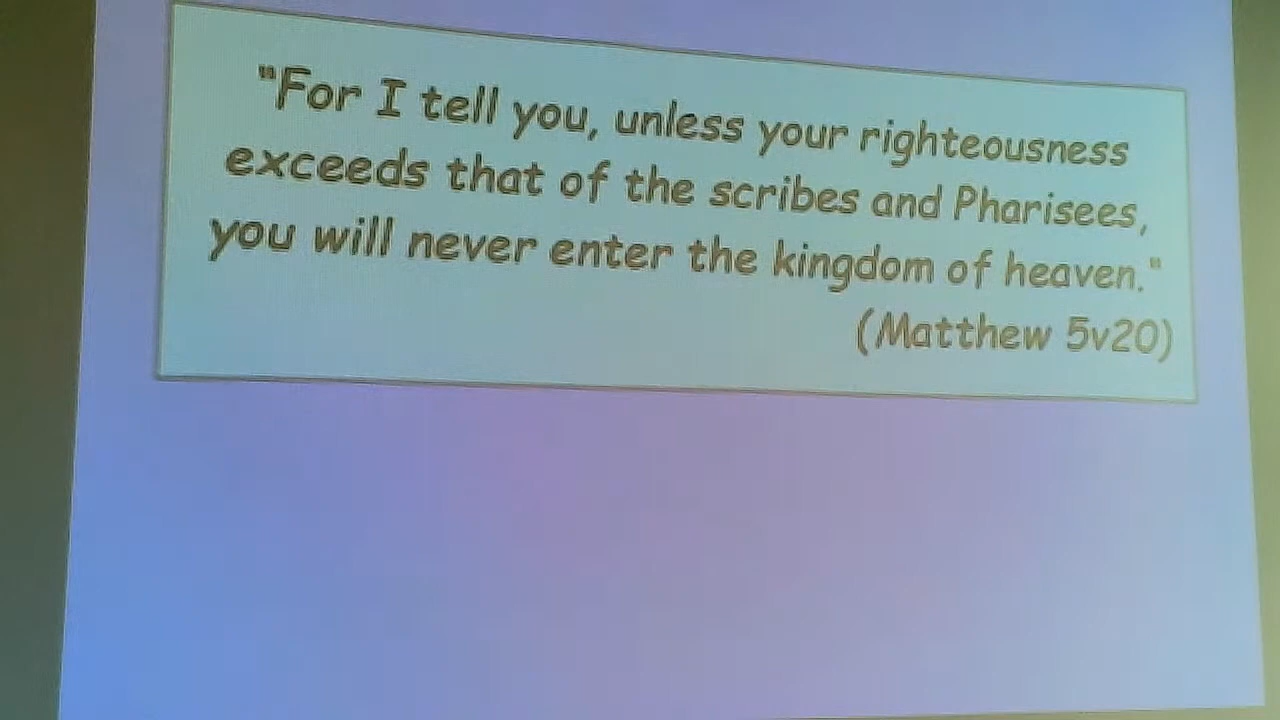 "For I tell you, unless your righteousness
exceeds that of the scribes and Pharisees,
you will never enter the kingdom of heaven."
(Matthew 5v20)